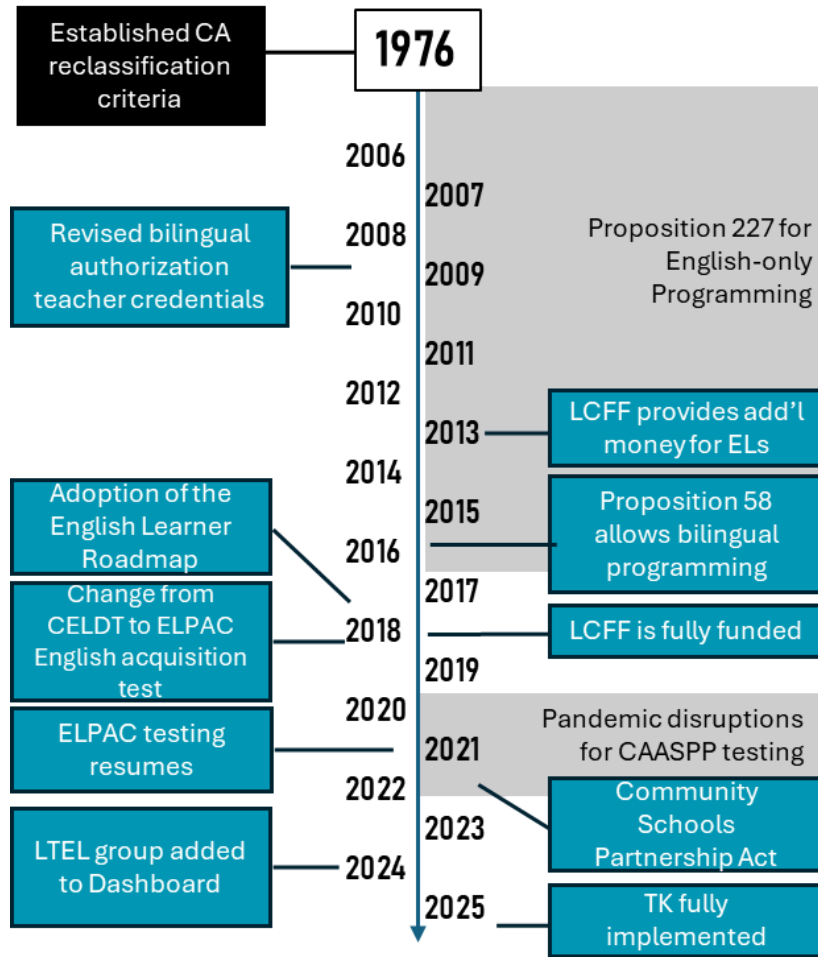 Established CA
reclassification
criteria
1976
2006
2007
Proposition 227 for
English-only
Programming
Revised bilingual
authorization
teacher credentials
2008
2009
2010
2011
2012
LCFF provides add’l
money for ELs
2013
2014
Adoption of the
English Learner
Roadmap
2015
Proposition 58
allows bilingual
programming
2016
2017
Change from
CELDT to ELPAC
English acquisition
test
2018
LCFF is fully funded
2019
2020
Pandemic disruptions
for CAASPP testing
ELPAC testing
resumes
2021
2022
Community
Schools
Partnership Act
2023
LTEL group added
to Dashboard
2024
2025
TK fully
implemented